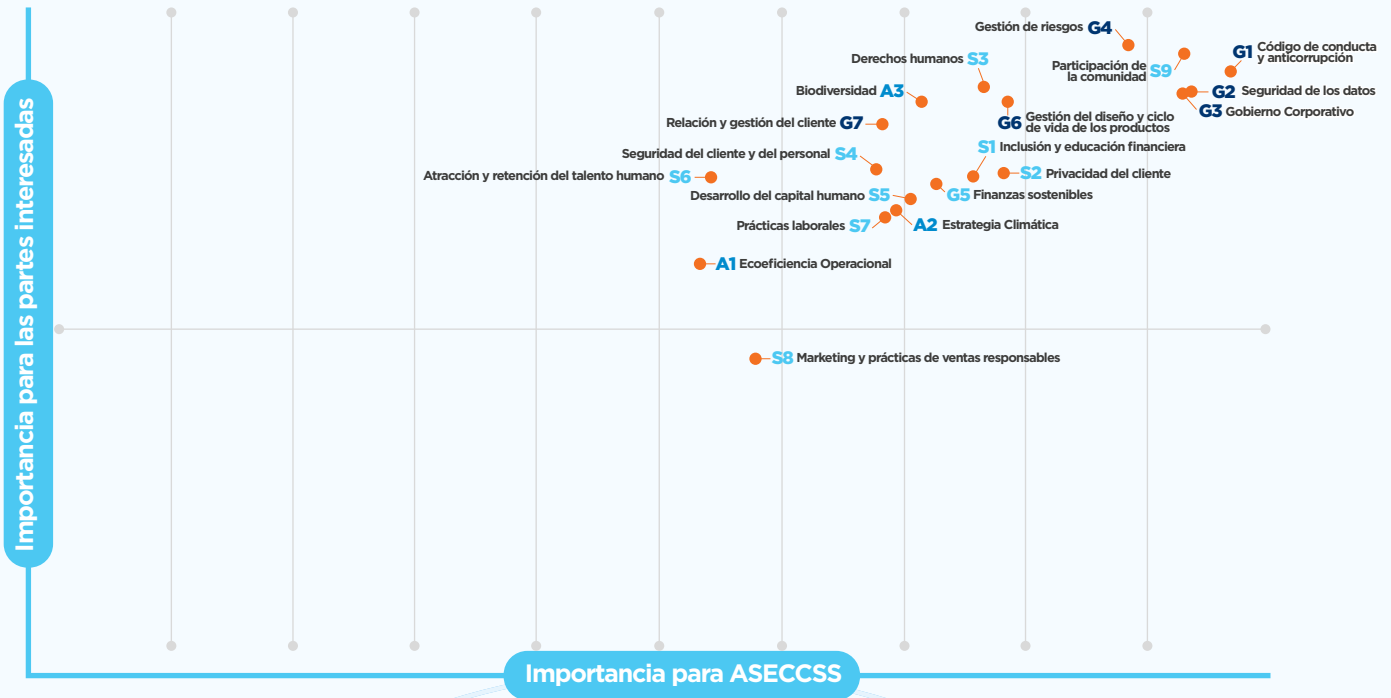 Importancia para las partes interesadas
Gestión de riesgos G4
Derechos humanos S3
Participación de
la comunidad S9
G1 Código de conducta
y anticorrupción
Biodiversidad A3
G2 Seguridad de los datos
G3 Gobierno Corporativo
Relación y gestión del cliente G7
G6 Gestión del diseño y ciclo
de vida de los productos
S1 Inclusión y educación financiera
Seguridad del cliente y del personal S4
S2 Privacidad del cliente
Atracción y retención del talento humano S6
Desarrollo del capital humano S5
G5 Finanzas sostenibles
Prácticas laborales S7
A2 Estrategia Climática
A1 Ecoeficiencia Operacional
S8 Marketing y prácticas de ventas responsables
Importancia para ASECCSS